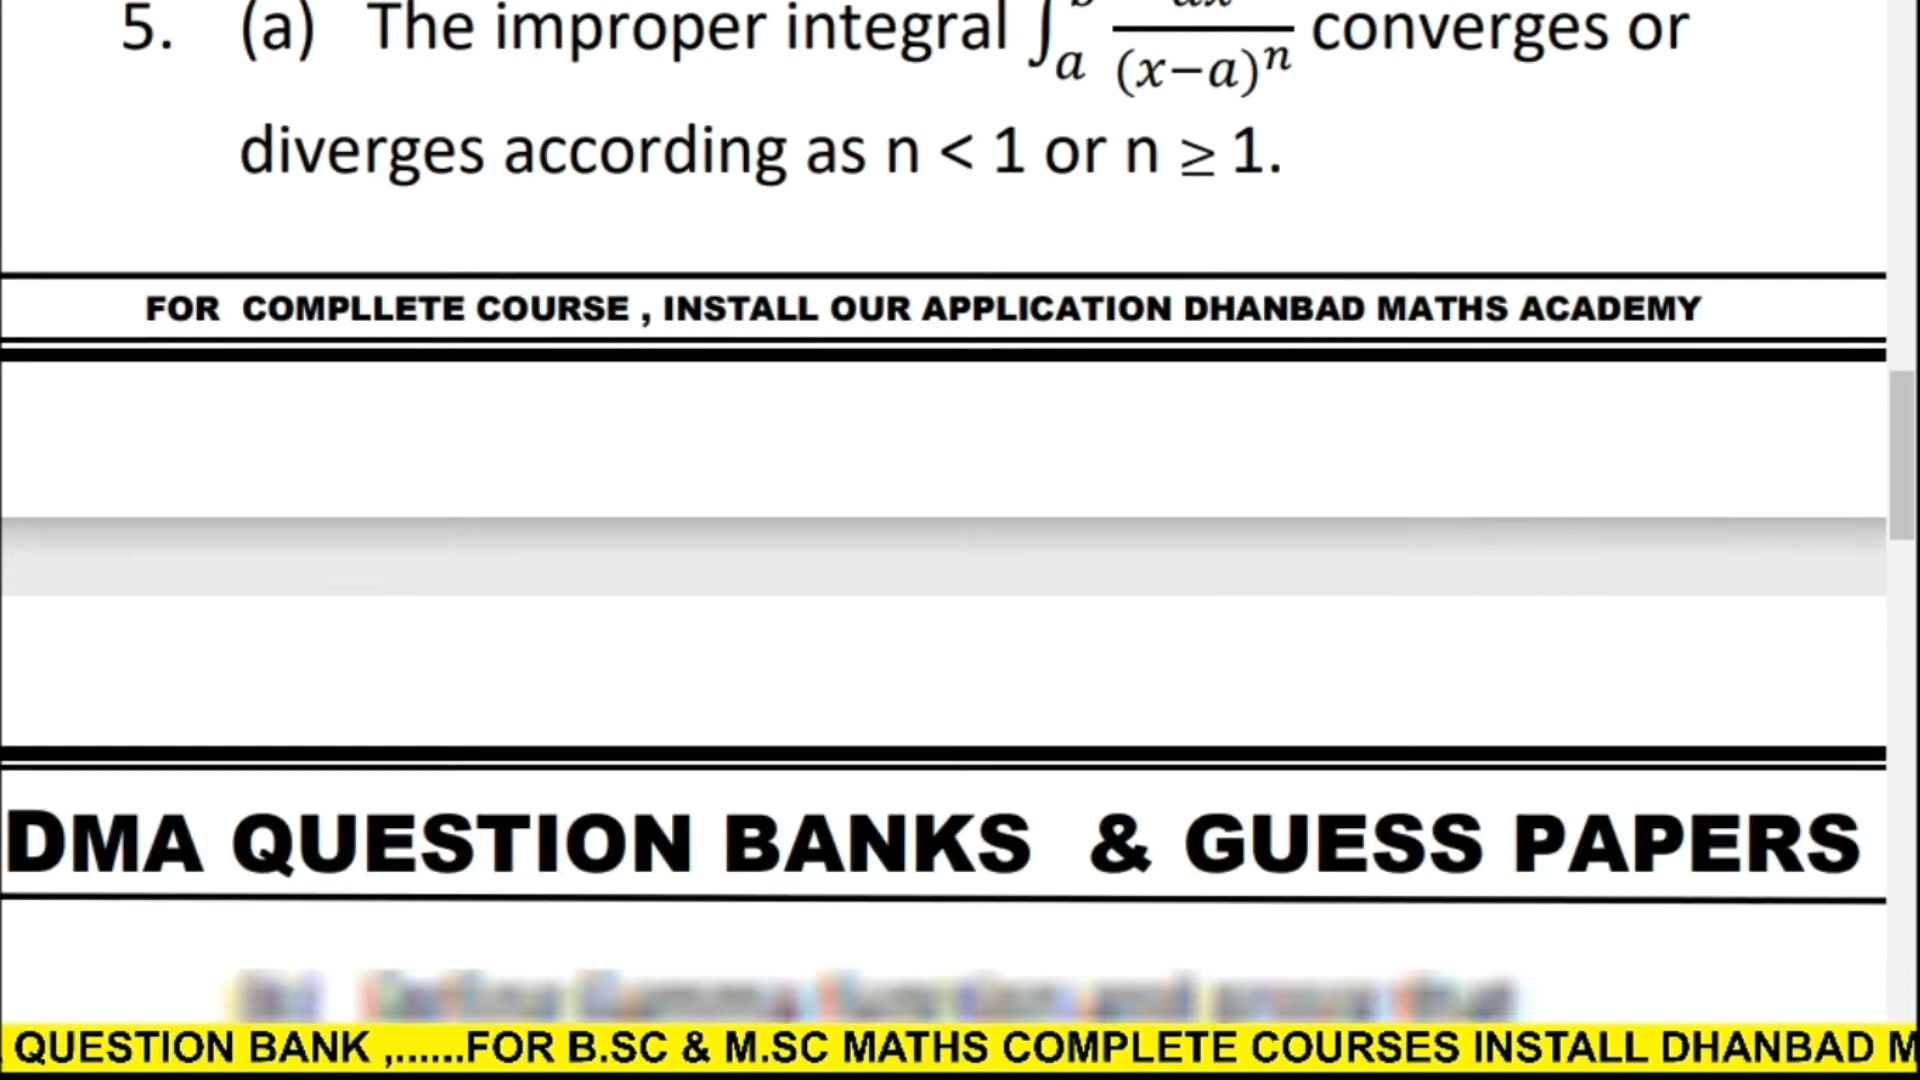 5. (a) The improper integral ∫_a^b dx/(x−a)^n converges or
diverges according as n < 1 or n ≥ 1.
FOR COMPLLETE COURSE , INSTALL OUR APPLICATION DHANBAD MATHS ACADEMY
DMA QUESTION BANKS & GUESS PAPERS
QUESTION BANK ,......FOR B.SC & M.SC MATHS COMPLETE COURSES INSTALL DHANBAD M